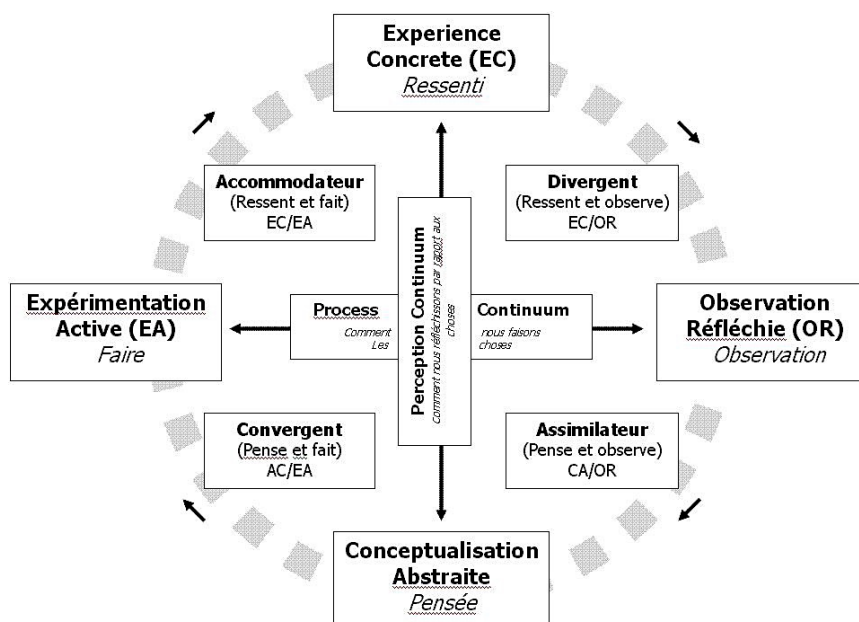 Experience
Concrete (EC)
Ressenti
Accommodateur
(Ressent et fait)
EC/EA
Divergent
(Ressent et observe)
EC/OR
Expérimentation
Active (EA)
Faire
Process
Comment
Les
Perception Continuum
Comment nous réfléchissons par raport aux
choses
Continuum
nous faisons
choses
Observation
Réfléchie (OR)
Observation
Convergent
(Pense et fait)
AC/EA
Assimilateur
(Pense et observe)
CA/OR
Conceptualisation
Abstraite
Pensée